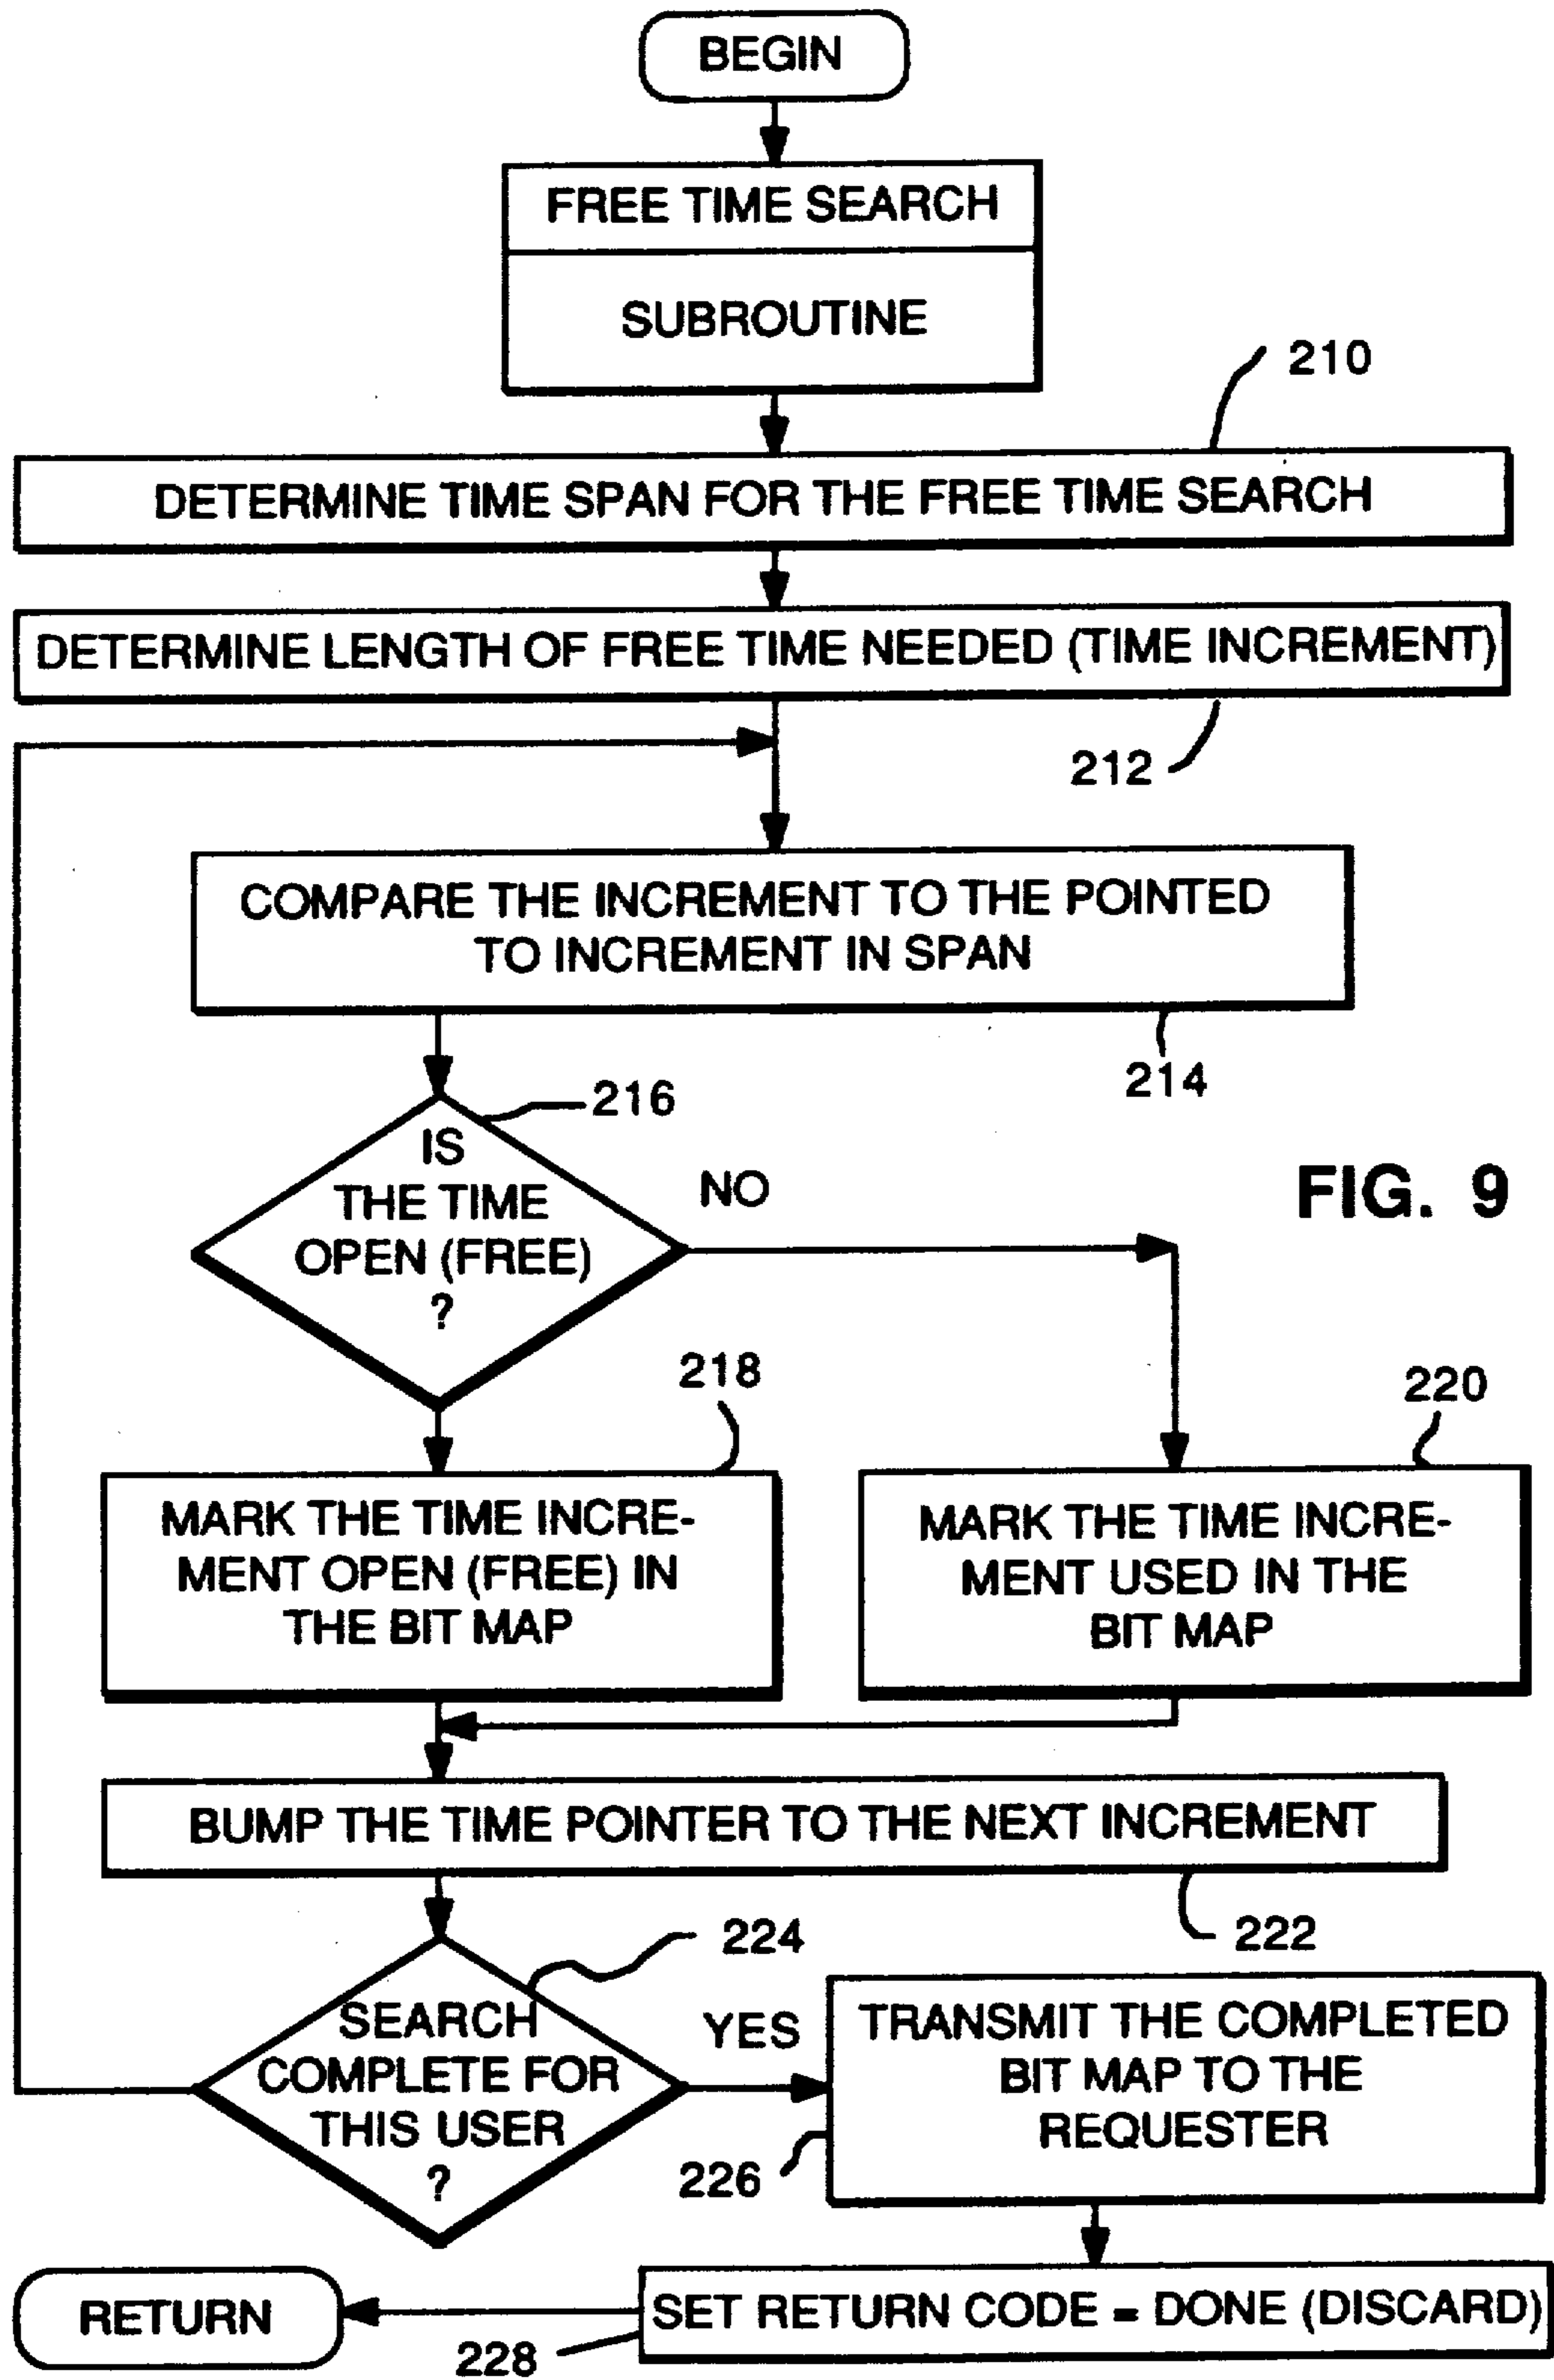 BEGIN
FREE TIME SEARCH
SUBROUTINE
210
DETERMINE TIME SPAN FOR THE FREE TIME SEARCH
DETERMINE LENGTH OF FREE TIME NEEDED (TIME INCREMENT)
212
COMPARE THE INCREMENT TO THE POINTED
TO INCREMENT IN SPAN
214
216
IS
THE TIME
OPEN (FREE)
?
NO
FIG. 9
218
220
MARK THE TIME INCRE-
MENT OPEN (FREE) IN
THE BIT MAP
MARK THE TIME INCRE-
MENT USED IN THE
BIT MAP
BUMP THE TIME POINTER TO THE NEXT INCREMENT
222
224
SEARCH
COMPLETE FOR
THIS USER
?
YES
TRANSMIT THE COMPLETED
BIT MAP TO THE
REQUESTER
226
SET RETURN CODE = DONE (DISCARD)
228
RETURN